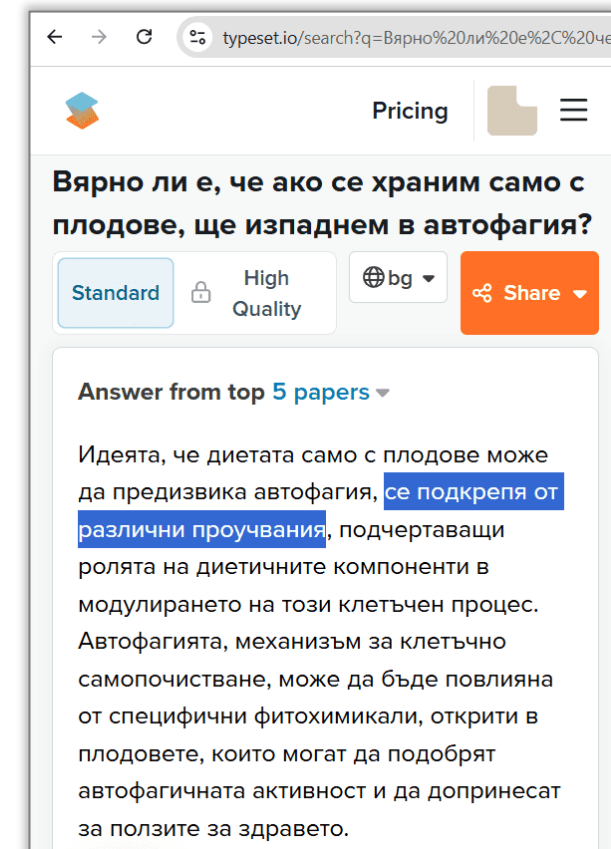 typeset.io/search?q=Вярно%20ли%20е%2C%20че
Pricing
Вярно ли е, че ако се храним само с
плодове, ще изпаднем в автофагия?
Standard
High
Quality
bg
Share
Answer from top 5 papers
Идеята, че диетата само с плодове може
да предизвика автофагия, се подкрепя от
различни проучвания, подчертаващи
ролята на диетичните компоненти в
модулирането на този клетъчен процес.
Автофагията, механизъм за клетъчно
самопочистване, може да бъде повлияна
от специфични фитохимикали, открити в
плодовете, които могат да подобрят
автофагичната активност и да допринесат
за ползите за здравето.